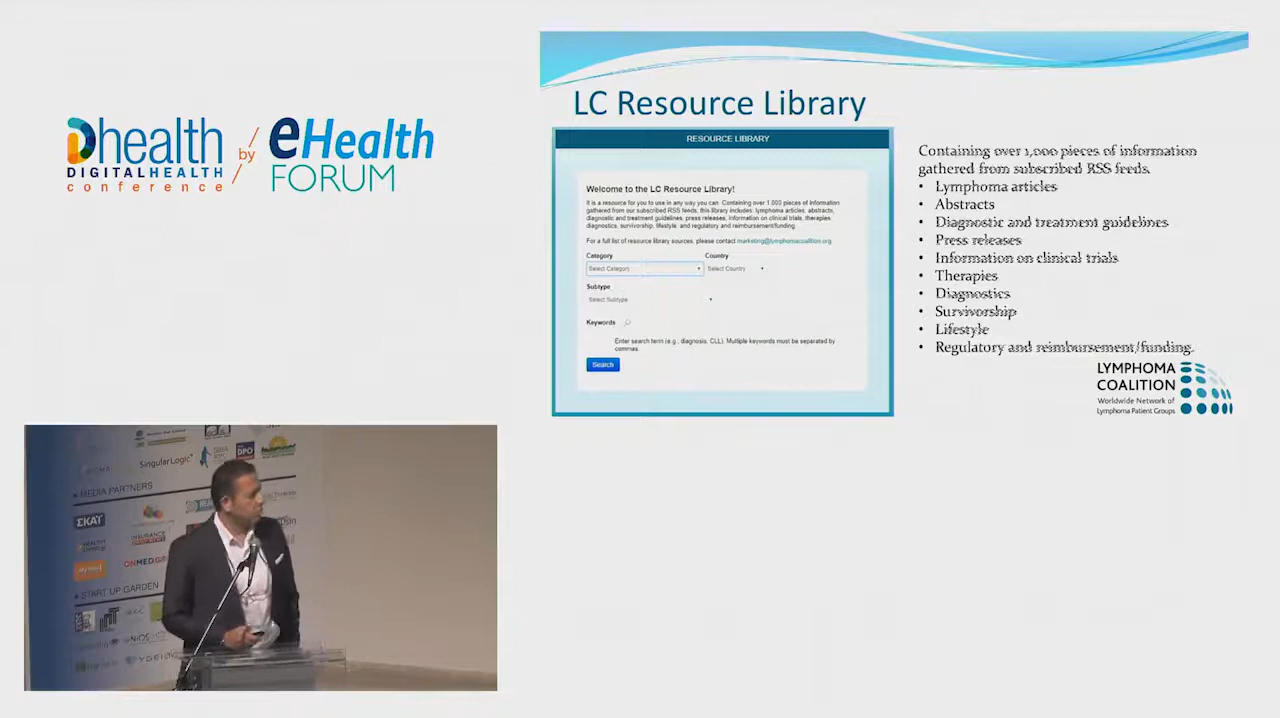 Dhealth
DIGITALHEALTH
conference
by
eHealth
FORUM
LC Resource Library
RESOURCE LIBRARY
Welcome to the LC Resource Library!
It is a resource for you to use in any way you can. Containing over 1,000 pieces of information
gathered from our subscribed RSS feeds, this library includes: lymphoma articles, abstracts,
diagnostic and treatment guidelines, press releases, information on clinical trials, therapies
diagnostics, survivorship, lifestyle, and regulatory and reimbursement/funding.
For a full list of resource library sources, please contact marketing@lymphomacoalition.org
Category Country
Select Category Select Country
Subtype
Select Subtype
Keywords
Enter search term (e.g., diagnosis, CLL). Multiple keywords must be separated by
commas.
Search
Containing over 1,000 pieces of information
gathered from subscribed RSS feeds.
• Lymphoma articles
• Abstracts
• Diagnostic and treatment guidelines
• Press releases
• Information on clinical trials
• Therapies
• Diagnostics
• Survivorship
• Lifestyle
• Regulatory and reimbursement/funding.
LYMPHOMA
COALITION
Worldwide Network of
Lymphoma Patient Groups
SingularLogic
DPO
MEDIA PARTNERS
ΣΚΑΪ
INSURANCE
ONMED
START UP GARDEN